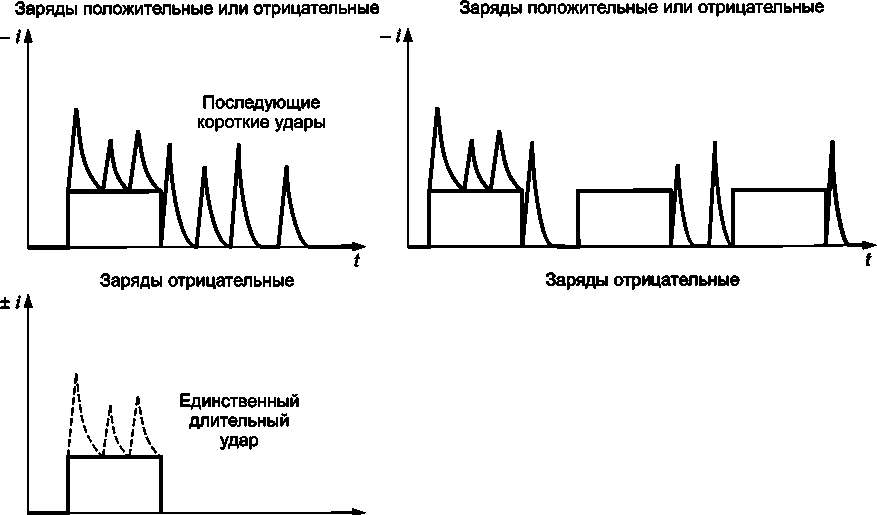 Заряды положительные или отрицательные
Заряды положительные или отрицательные
– I
– I
Последующие
короткие удары
t
t
Заряды отрицательные
Заряды отрицательные
± I
Единственный
длительный
удар